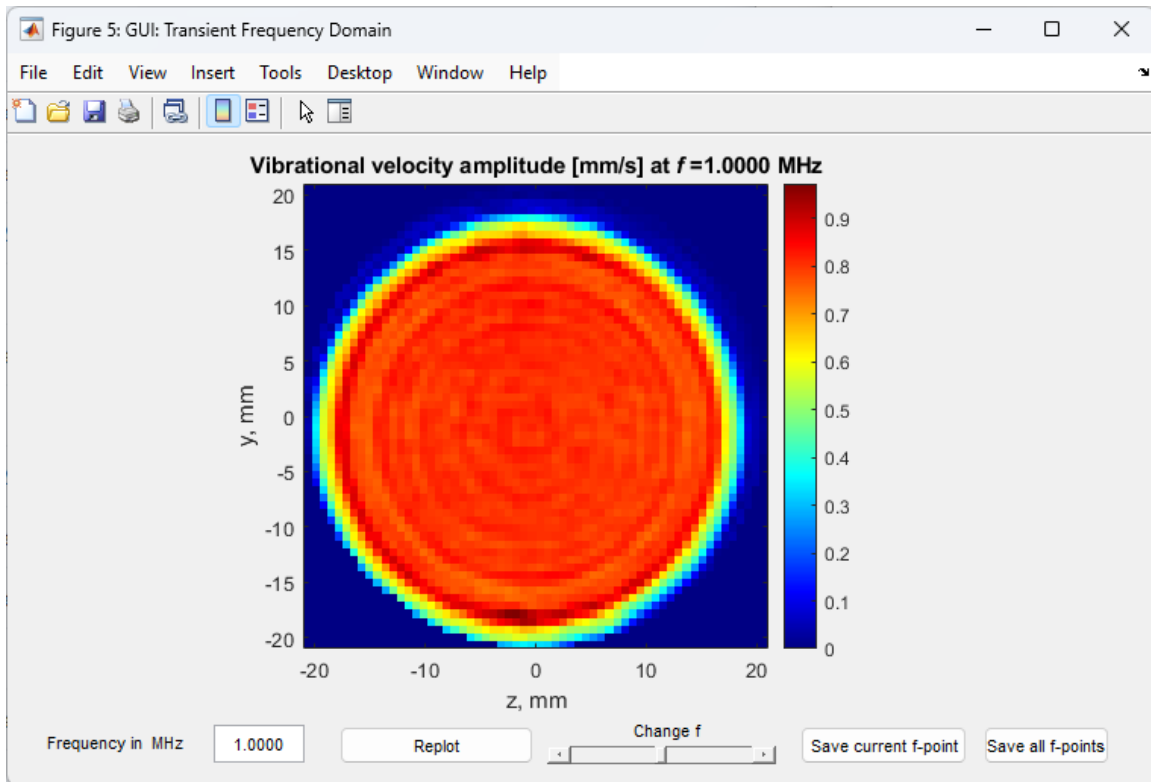 Figure 5: GUI: Transient Frequency Domain
File Edit View Insert Tools Desktop Window Help
Vibrational velocity amplitude [mm/s] at f =1.0000 MHz
20
15
10
5
0
-5
-10
-15
-20
y, mm
-20 -10 0 10 20
z, mm
0.9
0.8
0.7
0.6
0.5
0.4
0.3
0.2
0.1
0
Frequency in MHz
1.0000
Replot
Change f
Save current f-point
Save all f-points